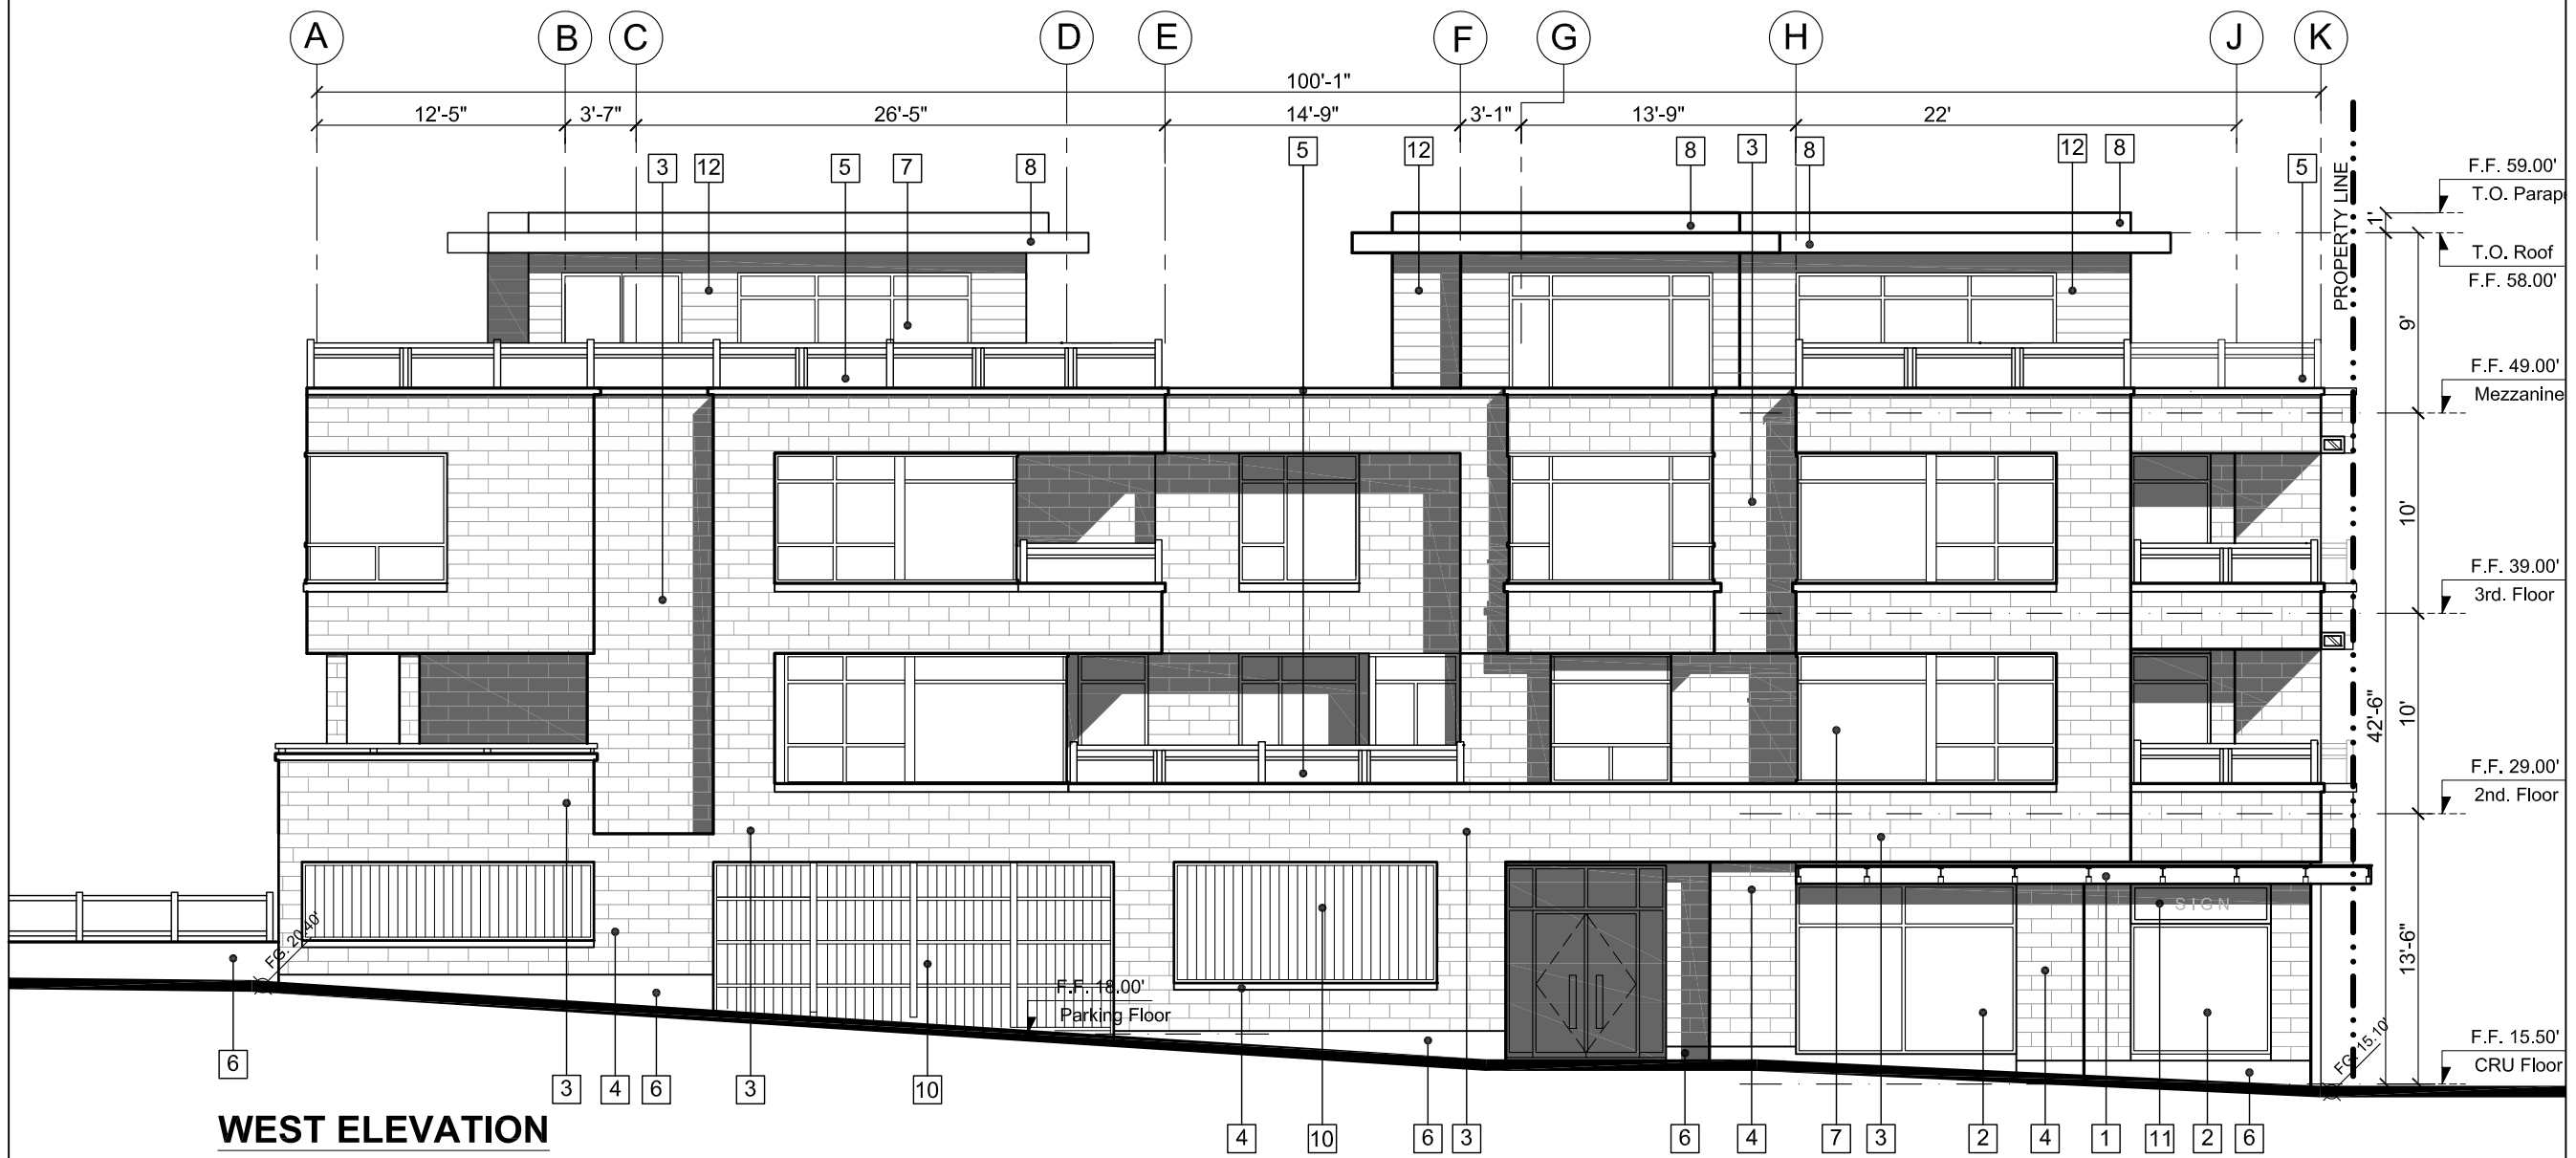 A B C D E F G H J K
100'-1"
12'-5" 3'-7" 26'-5" 14'-9" 3'-1" 13'-9" 22'
3 12 5 7 8 5 12 8 3 8 12 8 5
PROPERTY LINE
F.F. 59.00'
T.O. Parap
1'
T.O. Roof
F.F. 58.00'
9'
F.F. 49.00'
Mezzanine
10'
F.F. 39.00'
3rd. Floor
10'
42'-6"
F.F. 29.00'
2nd. Floor
13'-6"
SIGN
FG. 20.40'
F.F. 18.00'
Parking Floor
FG. 15.10'
F.F. 15.50'
CRU Floor
6 3 4 6 3 10
4 10 6 3 6 4 7 3 2 4 1 11 2 6
WEST ELEVATION